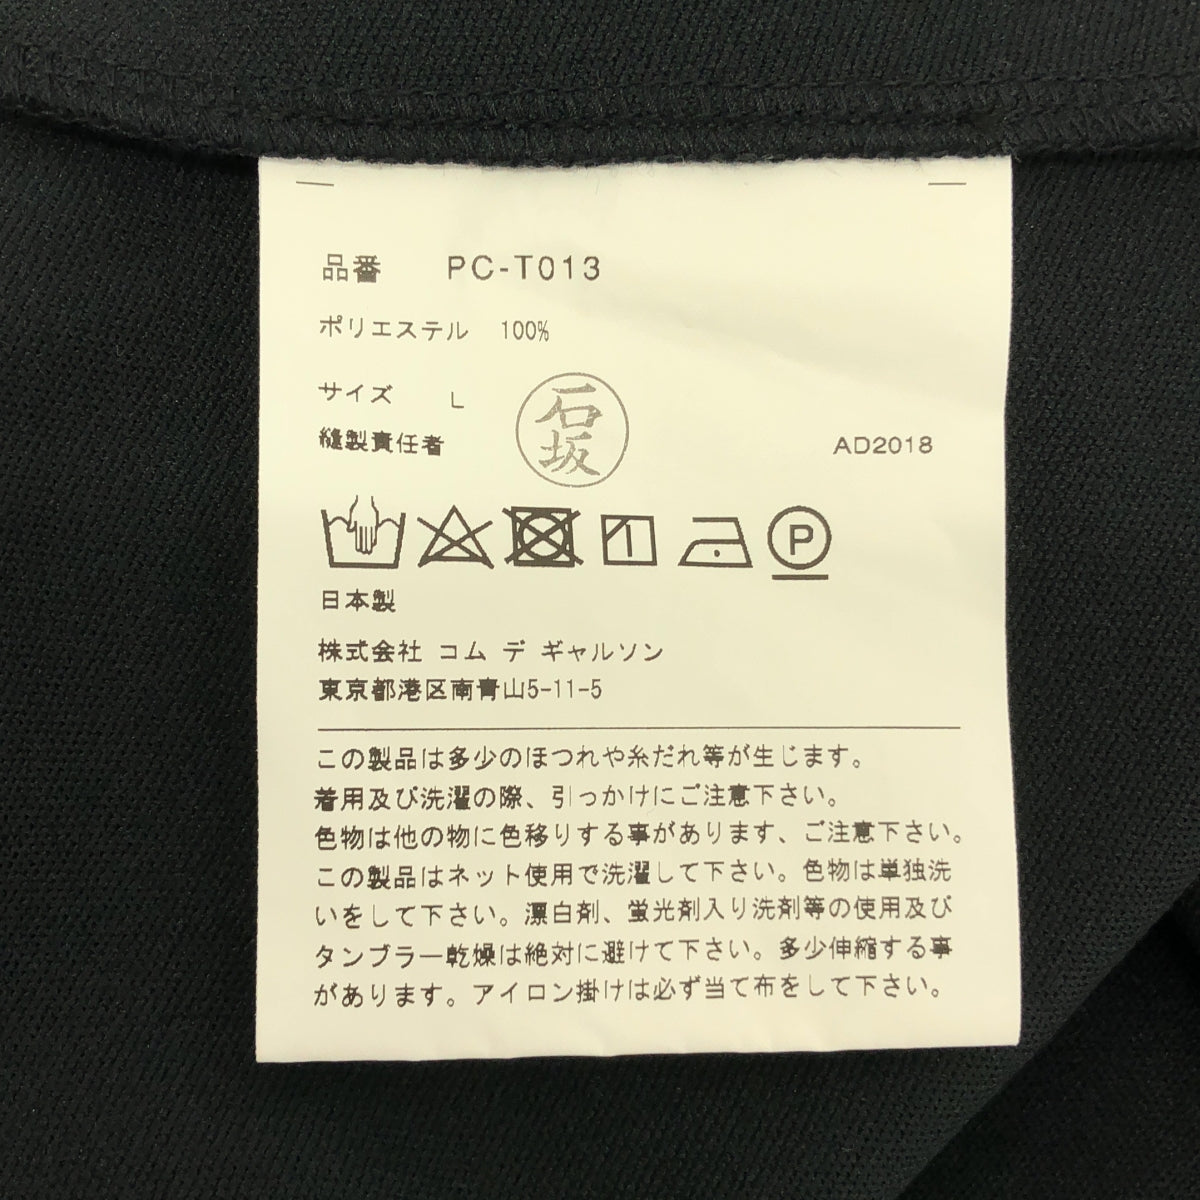 品番 PC-T013
ポリエステル 100%
サイズ L
縫製責任者 石坂 AD2018
P
日本製
株式会社 コム デ ギャルソン
東京都港区南青山5-11-5
この製品は多少のほつれや糸だれ等が生じます。
着用及び洗濯の際、引っかけにご注意下さい。
色物は他の物に色移りする事があります、ご注意下さい。
この製品はネット使用で洗濯して下さい。色物は単独洗
いをして下さい。漂白剤、蛍光剤入り洗剤等の使用及び
タンブラー乾燥は絶対に避けて下さい。多少伸縮する事
があります。アイロン掛けは必ず当て布をして下さい。